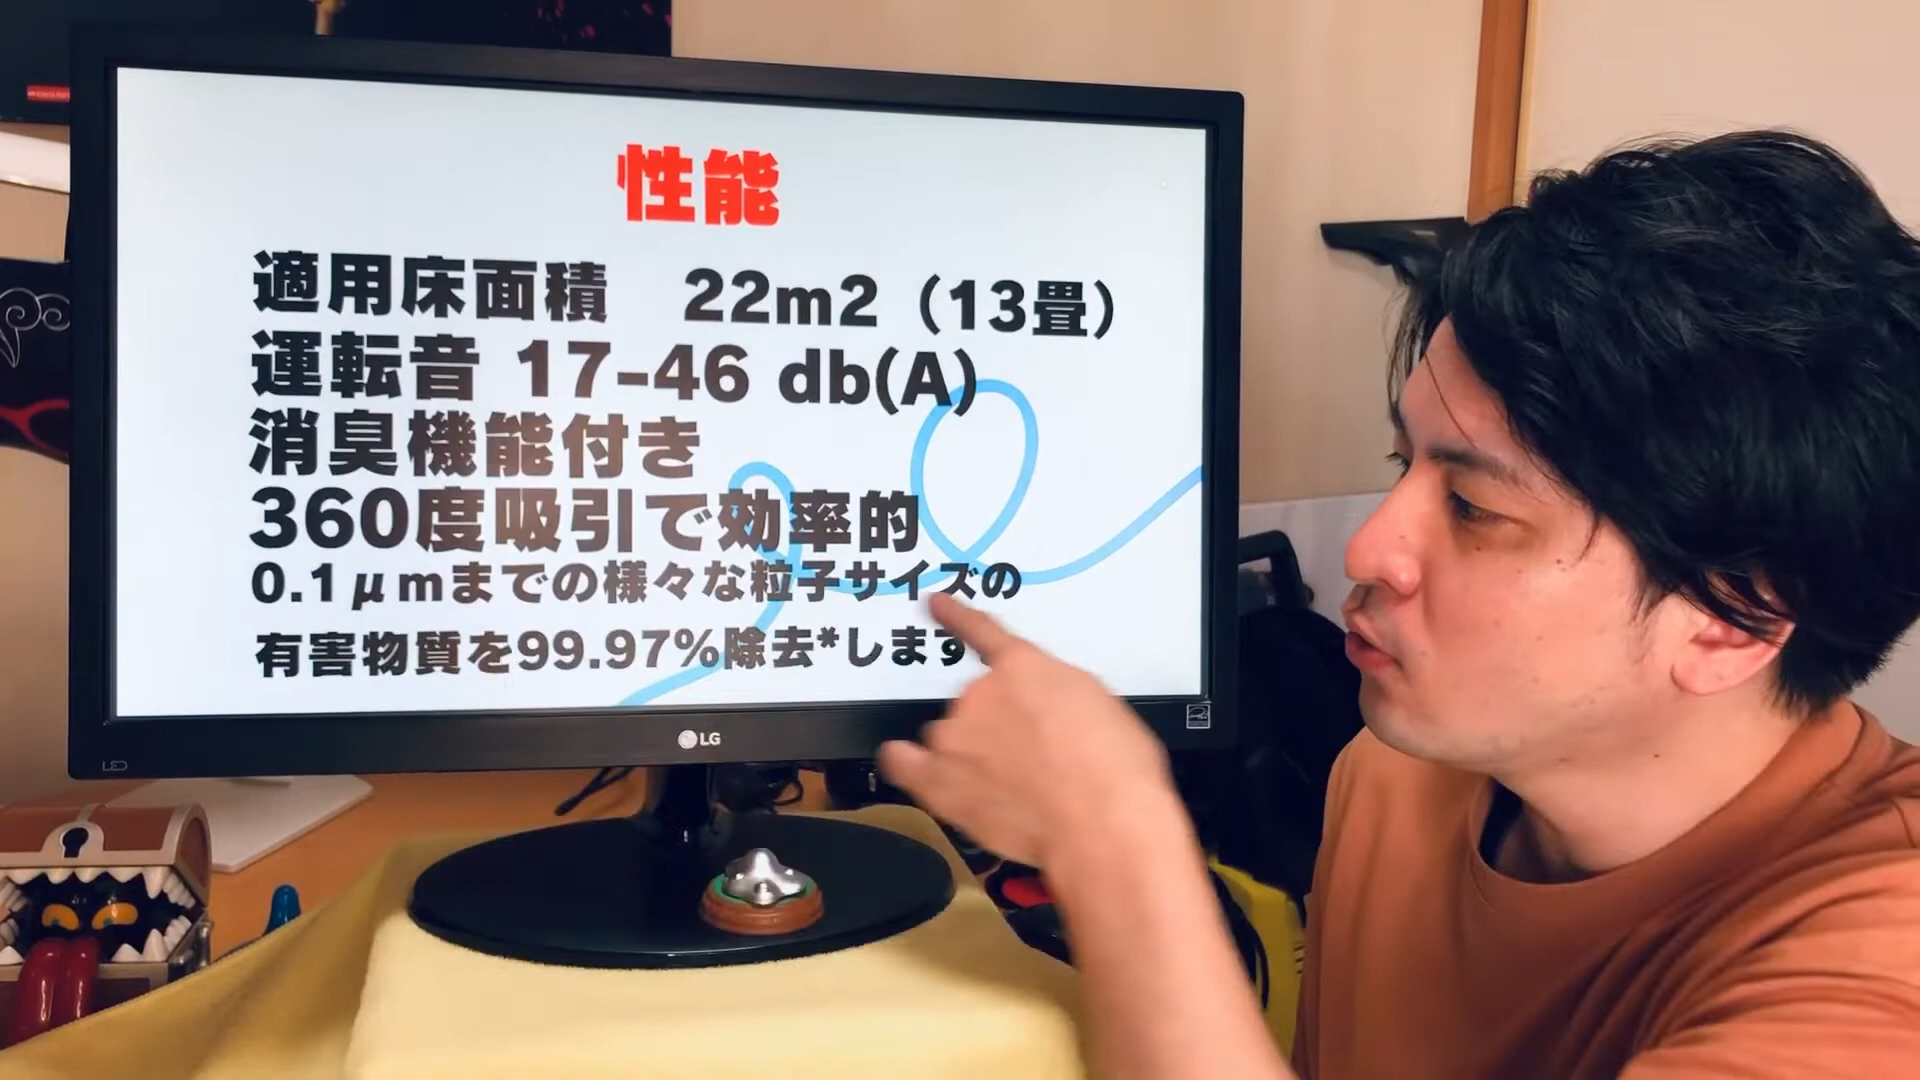 性能
適用床面積　22m2（13畳）
運転音 17-46 db(A)
消臭機能付き
360度吸引で効率的
0.1μmまでの様々な粒子サイズの
有害物質を99.97%除去*します
LG
LED